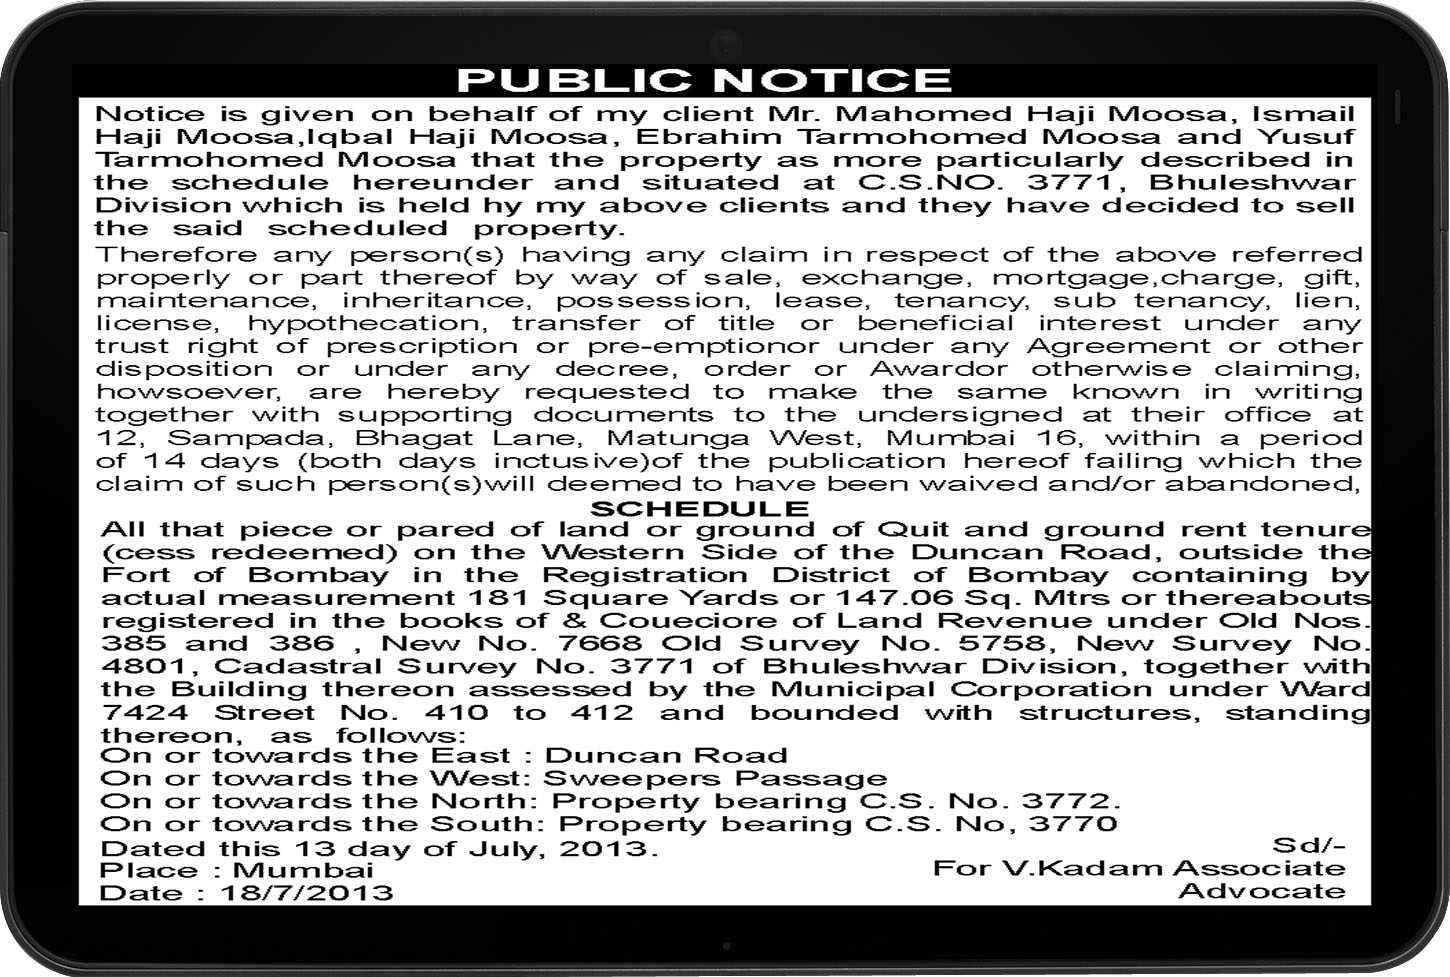 PUBLIC NOTICE
Notice is given on behalf of my client Mr. Mahomed Haji Moosa, Ismail
Haji Moosa,Iqbal Haji Moosa, Ebrahim Tarmohomed Moosa and Yusuf
Tarmohomed Moosa that the property as more particularly described in
the schedule hereunder and situated at C.S.NO. 3771, Bhuleshwar
Division which is held hy my above clients and they have decided to sell
the said scheduled property.
Therefore any person(s) having any claim in respect of the above referred
properly or part thereof by way of sale, exchange, mortgage,charge, gift,
maintenance, inheritance, possession, lease, tenancy, sub tenancy, lien,
license, hypothecation, transfer of title or beneficial interest under any
trust right of prescription or pre-emptionor under any Agreement or other
disposition or under any decree, order or Awardor otherwise claiming,
howsoever, are hereby requested to make the same known in writing
together with supporting documents to the undersigned at their office at
12, Sampada, Bhagat Lane, Matunga West, Mumbai 16, within a period
of 14 days (both days inctusive)of the publication hereof failing which the
claim of such person(s)will deemed to have been waived and/or abandoned,
SCHEDULE
All that piece or pared of land or ground of Quit and ground rent tenure
(cess redeemed) on the Western Side of the Duncan Road, outside the
Fort of Bombay in the Registration District of Bombay containing by
actual measurement 181 Square Yards or 147.06 Sq. Mtrs or thereabouts
registered in the books of & Coueciore of Land Revenue under Old Nos.
385 and 386 , New No. 7668 Old Survey No. 5758, New Survey No.
4801, Cadastral Survey No. 3771 of Bhuleshwar Division, together with
the Building thereon assessed by the Municipal Corporation under Ward
7424 Street No. 410 to 412 and bounded with structures, standing
thereon, as follows:
On or towards the East : Duncan Road
On or towards the West: Sweepers Passage
On or towards the North: Property bearing C.S. No. 3772.
On or towards the South: Property bearing C.S. No, 3770
Dated this 13 day of July, 2013.
Sd/-
Place : Mumbai
For V.Kadam Associate
Date : 18/7/2013
Advocate